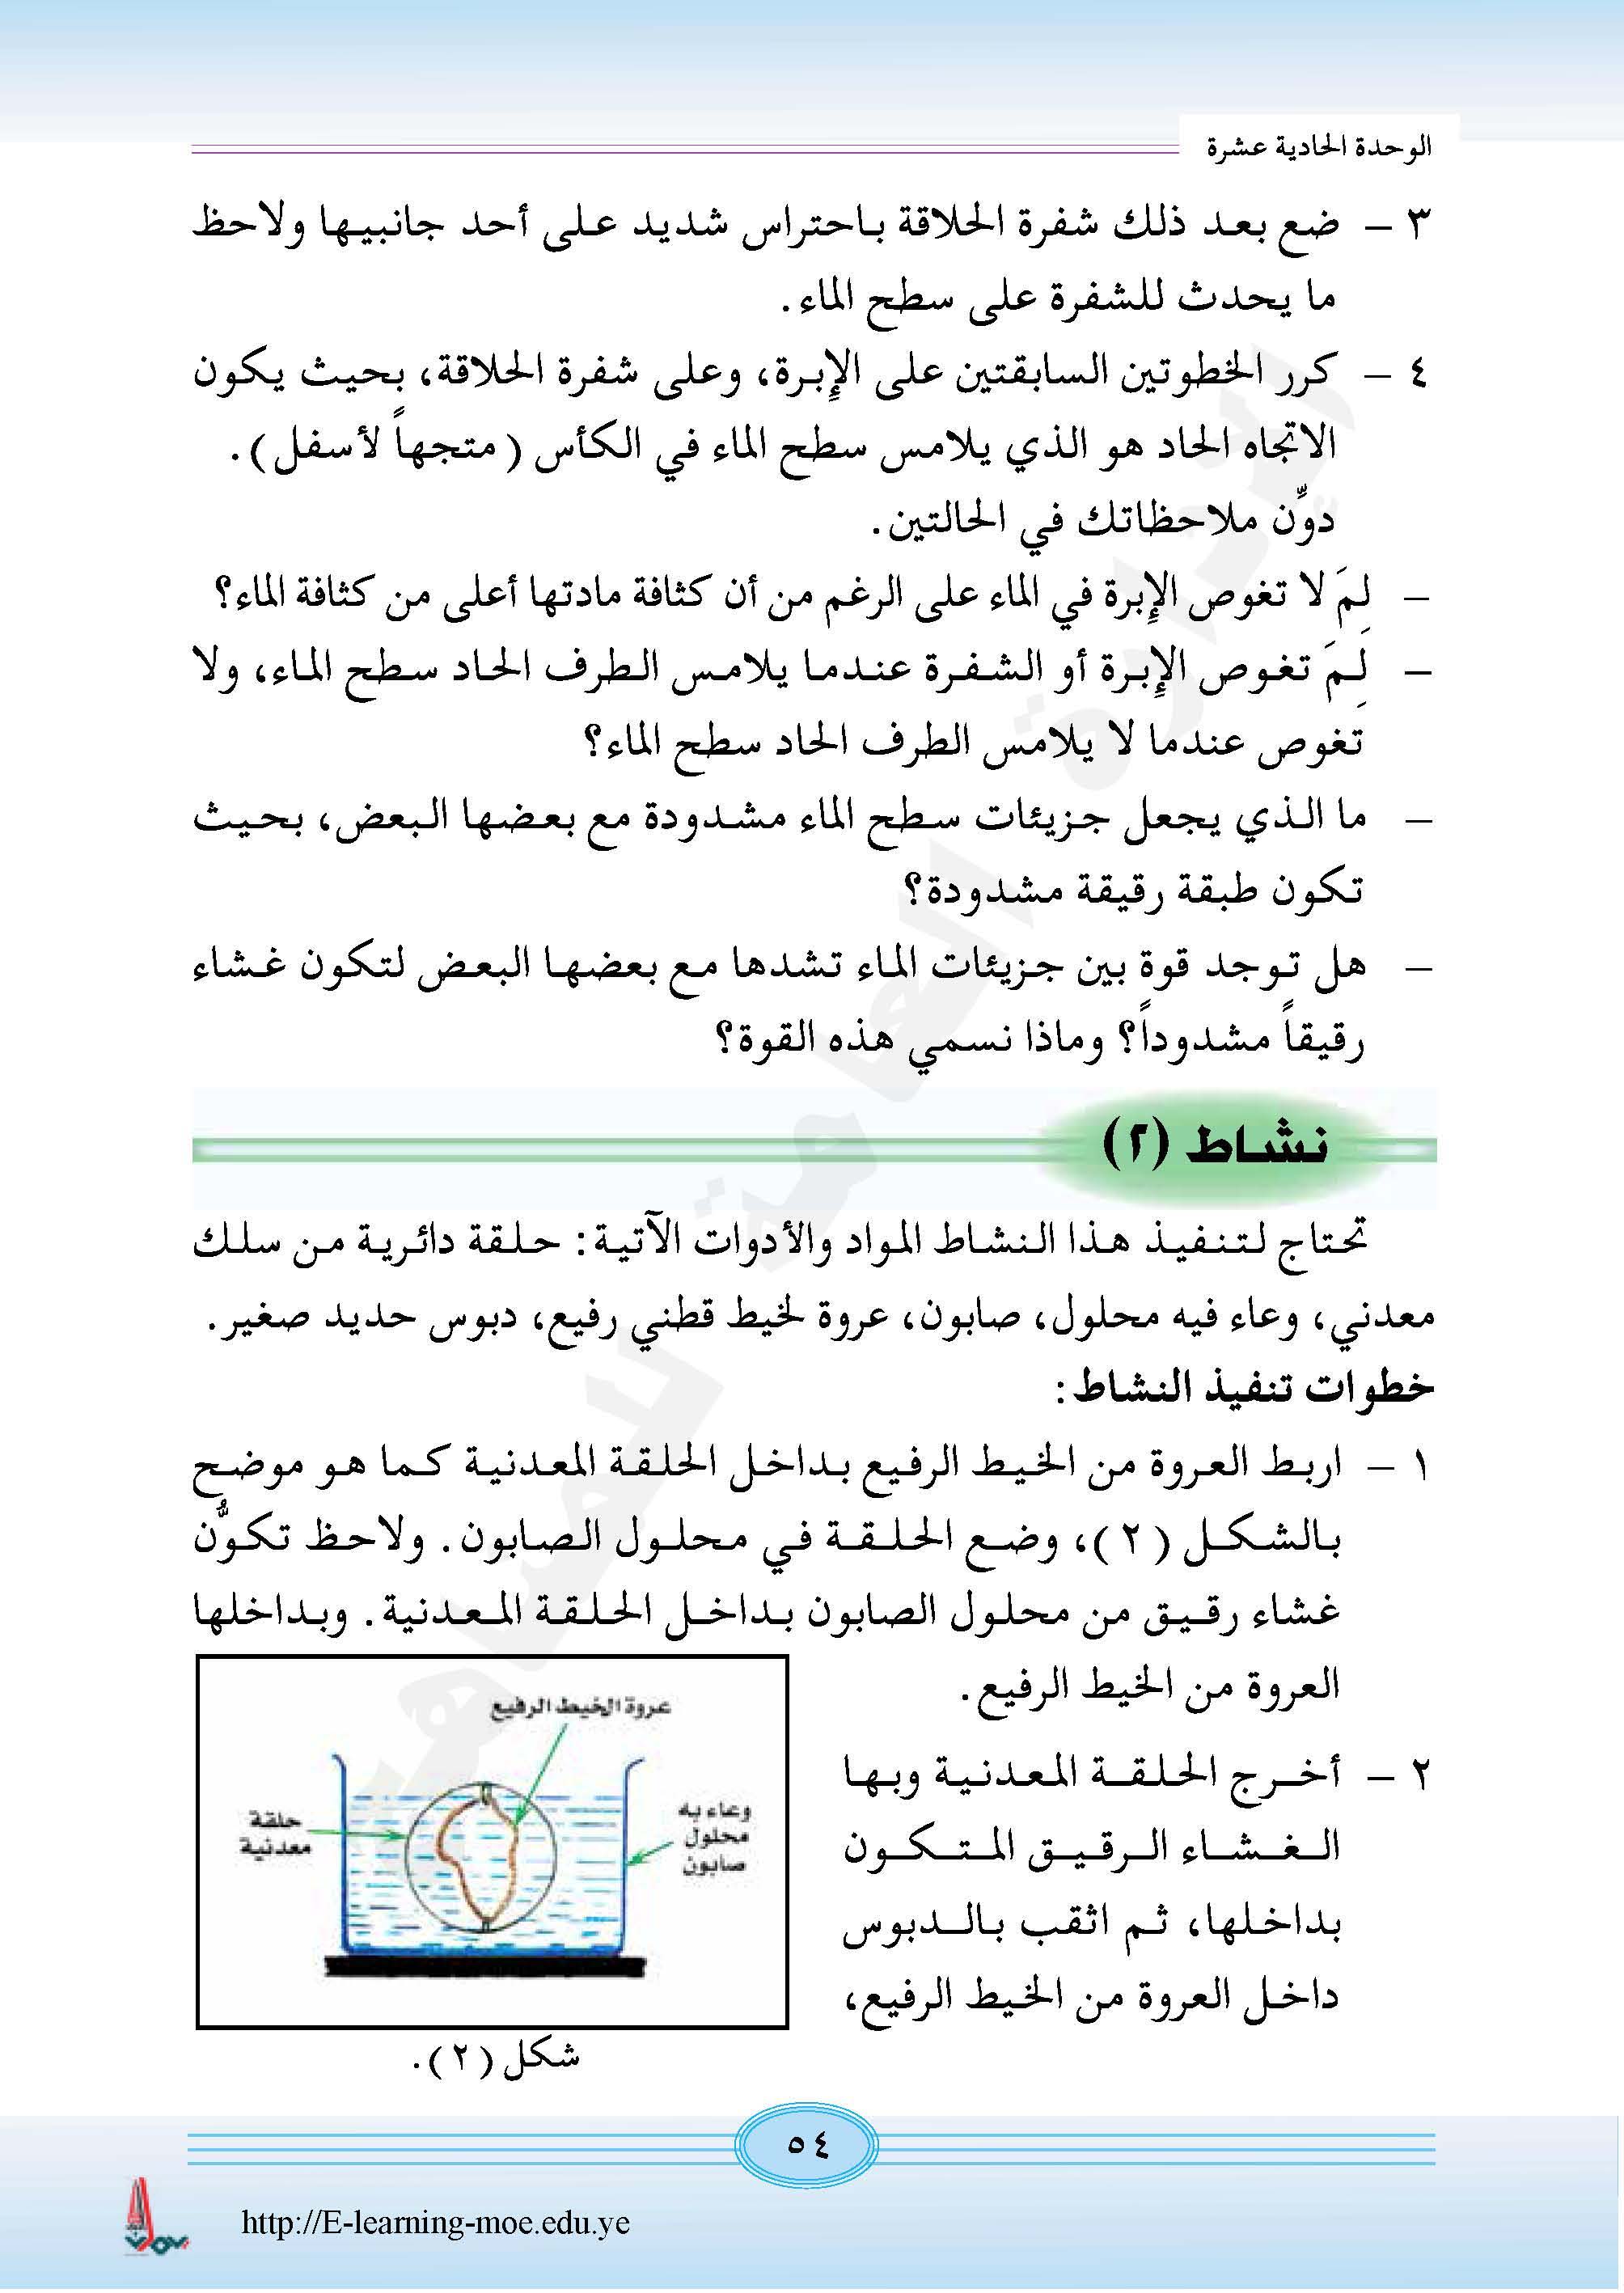 الوحدة الحادية عشرة
٣ – ضع بعد ذلك شفرة الحلاقة باحتراس شديد على أحد جانبيها ولاحظ
ما يحدث للشفرة على سطح الماء.
٤ – كرر الخطوتين السابقتين على الإبرة، وعلى شفرة الحلاقة، بحيث يكون
الاتجاه الحاد هو الذي يلامس سطح الماء في الكأس (متجهاً لأسفل).
دوِّن ملاحظاتك في الحالتين.
– لِمَ لا تغوص الإبرة في الماء على الرغم من أن كثافة مادتها أعلى من كثافة الماء؟
– لِمَ تغوص الإبرة أو الشفرة عندما يلامس الطرف الحاد سطح الماء، ولا
تغوص عندما لا يلامس الطرف الحاد سطح الماء؟
– ما الذي يجعل جزيئات سطح الماء مشدودة مع بعضها البعض، بحيث
تكون طبقة رقيقة مشدودة؟
– هل توجد قوة بين جزيئات الماء تشدها مع بعضها البعض لتكون غشاء
رقيقاً مشدوداً؟ وماذا نسمي هذه القوة؟
نشاط (٢)
تحتاج لتنفيذ هذا النشاط المواد والأدوات الآتية: حلقة دائرية من سلك
معدني، وعاء فيه محلول، صابون، عروة لخيط قطني رفيع، دبوس حديد صغير.
خطوات تنفيذ النشاط:
١ – اربط العروة من الخيط الرفيع بداخل الحلقة المعدنية كما هو موضح
بالشكل (٢)، وضع الحلقة في محلول الصابون. ولاحظ تكوُّن
غشاء رقيق من محلول الصابون بداخل الحلقة المعدنية. وبداخلها
العروة من الخيط الرفيع.
٢ – أخرج الحلقة المعدنية وبها
الغشاء الرقيق المتكون
بداخلها، ثم اثقب بالدبوس
داخل العروة من الخيط الرفيع،
عروة الخيط الرفيع
وعاء به
محلول
صابون
حلقة
معدنية
شكل (٢).
٥٤
http://E-learning-moe.edu.ye
الإدارة العامة للمناهج